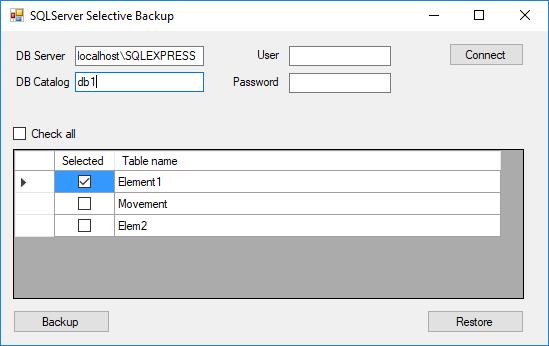 SQLServer Selective Backup
DB Server localhost\SQLEXPRESS User Connect
DB Catalog db1 Password
Check all
Selected Table name
Element1
Movement
Elem2
Backup Restore